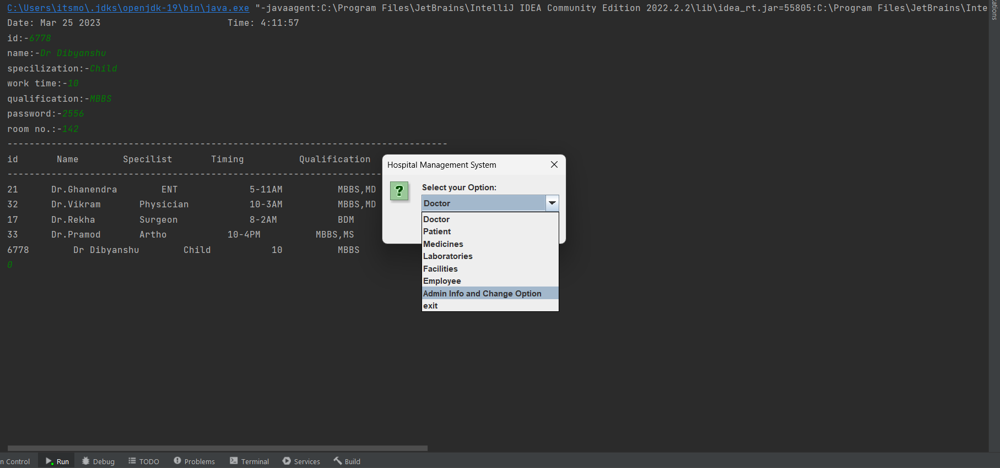 C:\Users\itsmo\.jdks\openjdk-19\bin\java.exe "-javaagent:C:\Program Files\JetBrains\IntelliJ IDEA Community Edition 2022.2.2\lib\idea_rt.jar=55805:C:\Program Files\JetBrains\Inte
Date: Mar 25 2023 Time: 4:11:57
id:-6778
name:-Dr Dibyanshu
specilization:-Child
work time:-10
qualification:-MBBS
password:-2556
room no.:-142
--------------------------------------------------------------------------------
id Name Specilist Timing Qualification
--------------------------------------------------------------------
21 Dr.Ghanendra ENT 5-11AM MBBS,MD
32 Dr.Vikram Physician 10-3AM MBBS,MD
17 Dr.Rekha Surgeon 8-2AM BDM
33 Dr.Pramod Artho 10-4PM MBBS,MS
6778 Dr Dibyanshu Child 10 MBBS
0
Hospital Management System
?
Select your Option:
Doctor
Doctor
Patient
Medicines
Laboratories
Facilities
Employee
Admin Info and Change Option
exit
n Control Run Debug TODO Problems Terminal Services Build